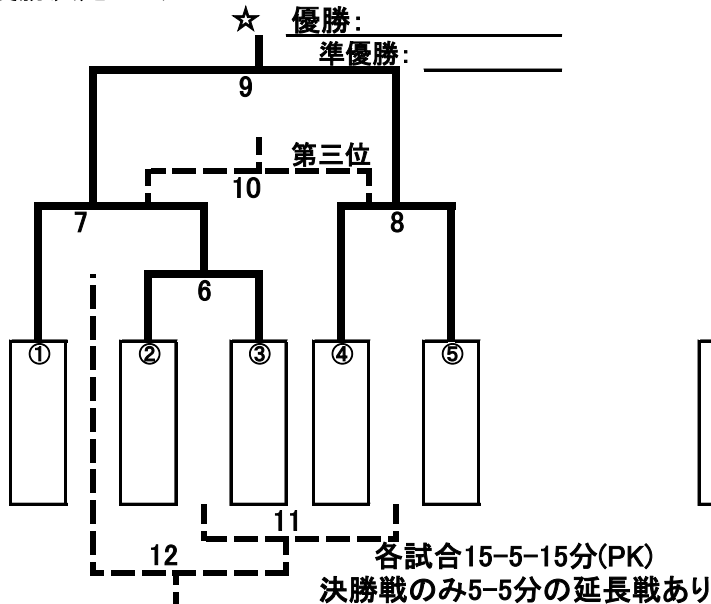 ☆ 優勝:
準優勝:
9
第三位
10
7
8
6
① ② ③ ④ ⑤
11
12
各試合15-5-15分(PK)
決勝戦のみ5-5分の延長戦あり